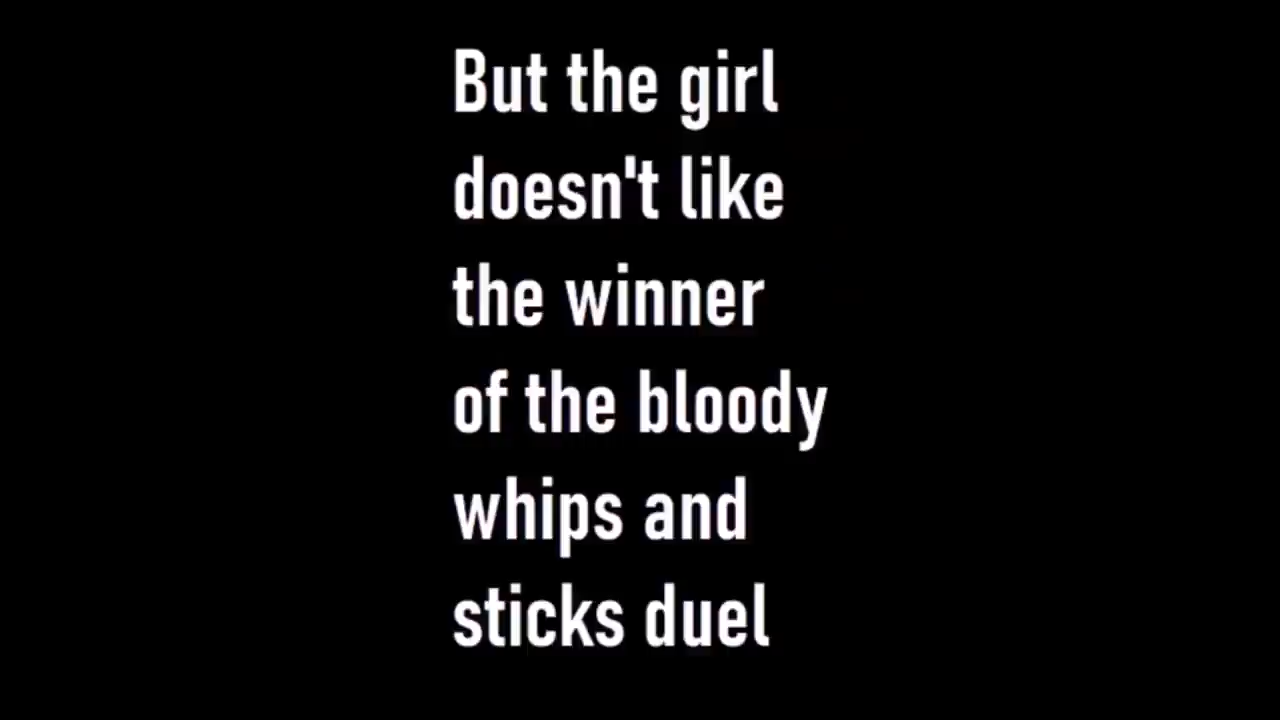 But the girl
doesn't like
the winner
of the bloody
whips and
sticks duel